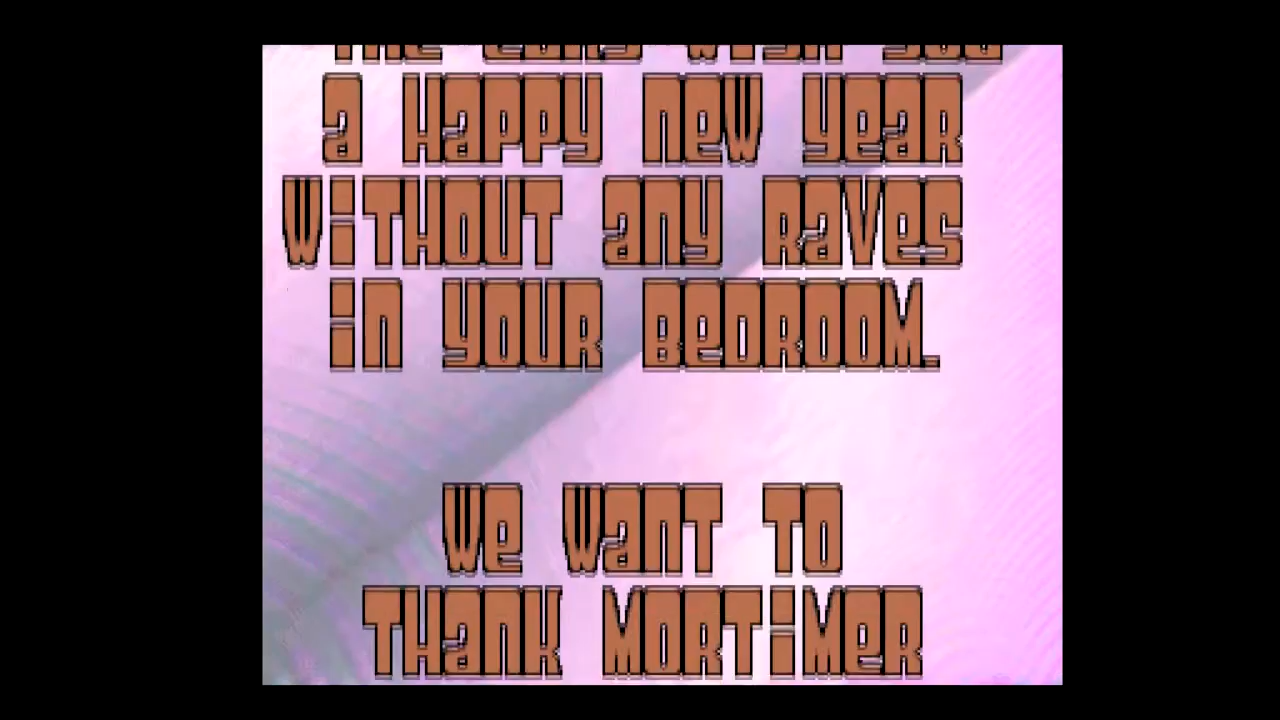 a HaPPy new year
WiTHOUT any RaVes
in yOUR BeDROOM.
We WanT TO
THanK MORTiMeR